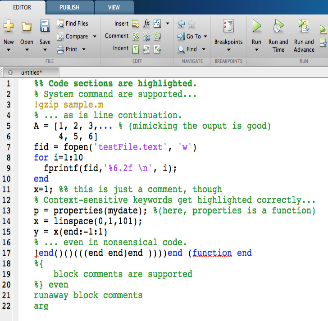 EDITOR PUBLISH VIEW
New Open Save
Find Files
Compare
Print
Insert fx
Comment %
Indent
Go To
Find
Breakpoints
Run Run and Time Run and Advance
FILE EDIT NAVIGATE BREAKPOINTS RUN
untitled*
1 %% Code sections are highlighted.
2 % System command are supported...
3 !gzip sample.m
4 % ... as is line continuation.
5 A = [1, 2, 3,... % (mimicking the ouput is good)
6 4, 5, 6]
7 fid = fopen('testFile.text', 'w')
8 for i=1:10
9 fprintf(fid,'%6.2f \n', i);
10 end
11 x=1; %% this is just a comment, though
12 % Context-sensitive keywords get highlighted correctly...
13 p = properties(mydate); %(here, properties is a function)
14 x = linspace(0,1,101);
15 y = x(end:-1:1)
16 % ... even in nonsensical code.
17 ]end()()(((end end)end ))))end (function end
18 %{
19 block comments are supported
20 %} even
21 runaway block comments
22 arg